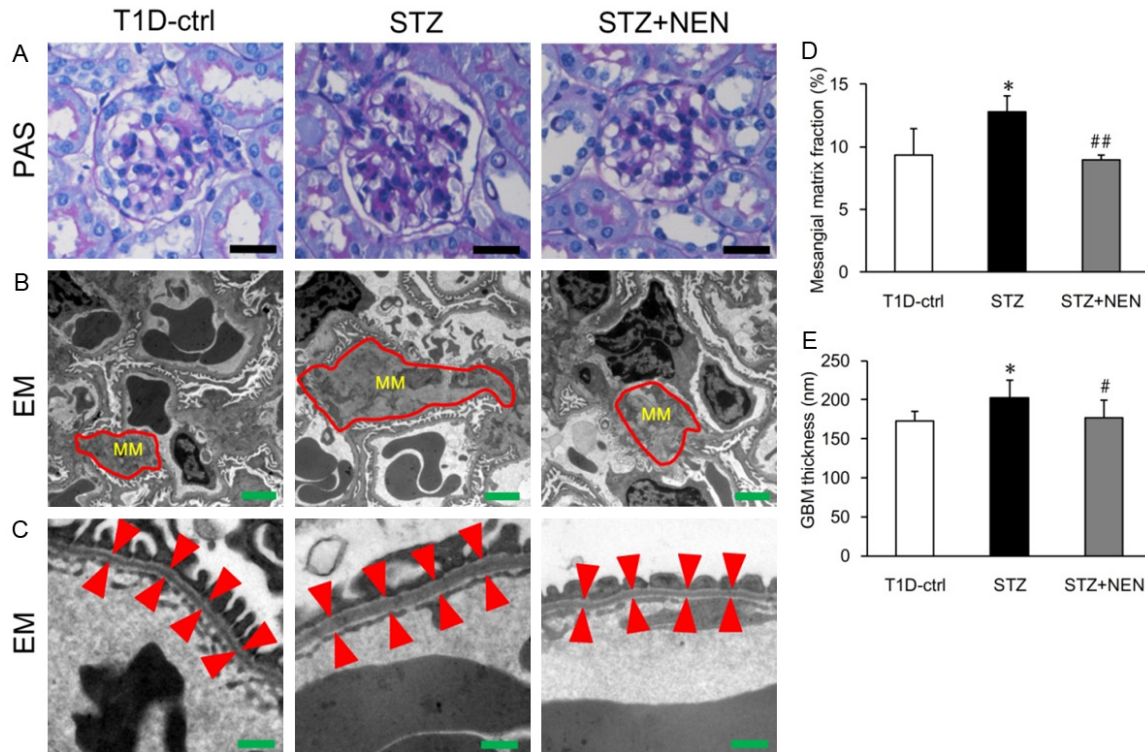 T1D-ctrl STZ STZ+NEN
A PAS
B EM
MM MM MM
C EM
D
Mesangial matrix fraction (%)
15
10
5
0
* ##
T1D-ctrl STZ STZ+NEN
E
GBM thickness (nm)
250
200
150
100
50
0
* #
T1D-ctrl STZ STZ+NEN